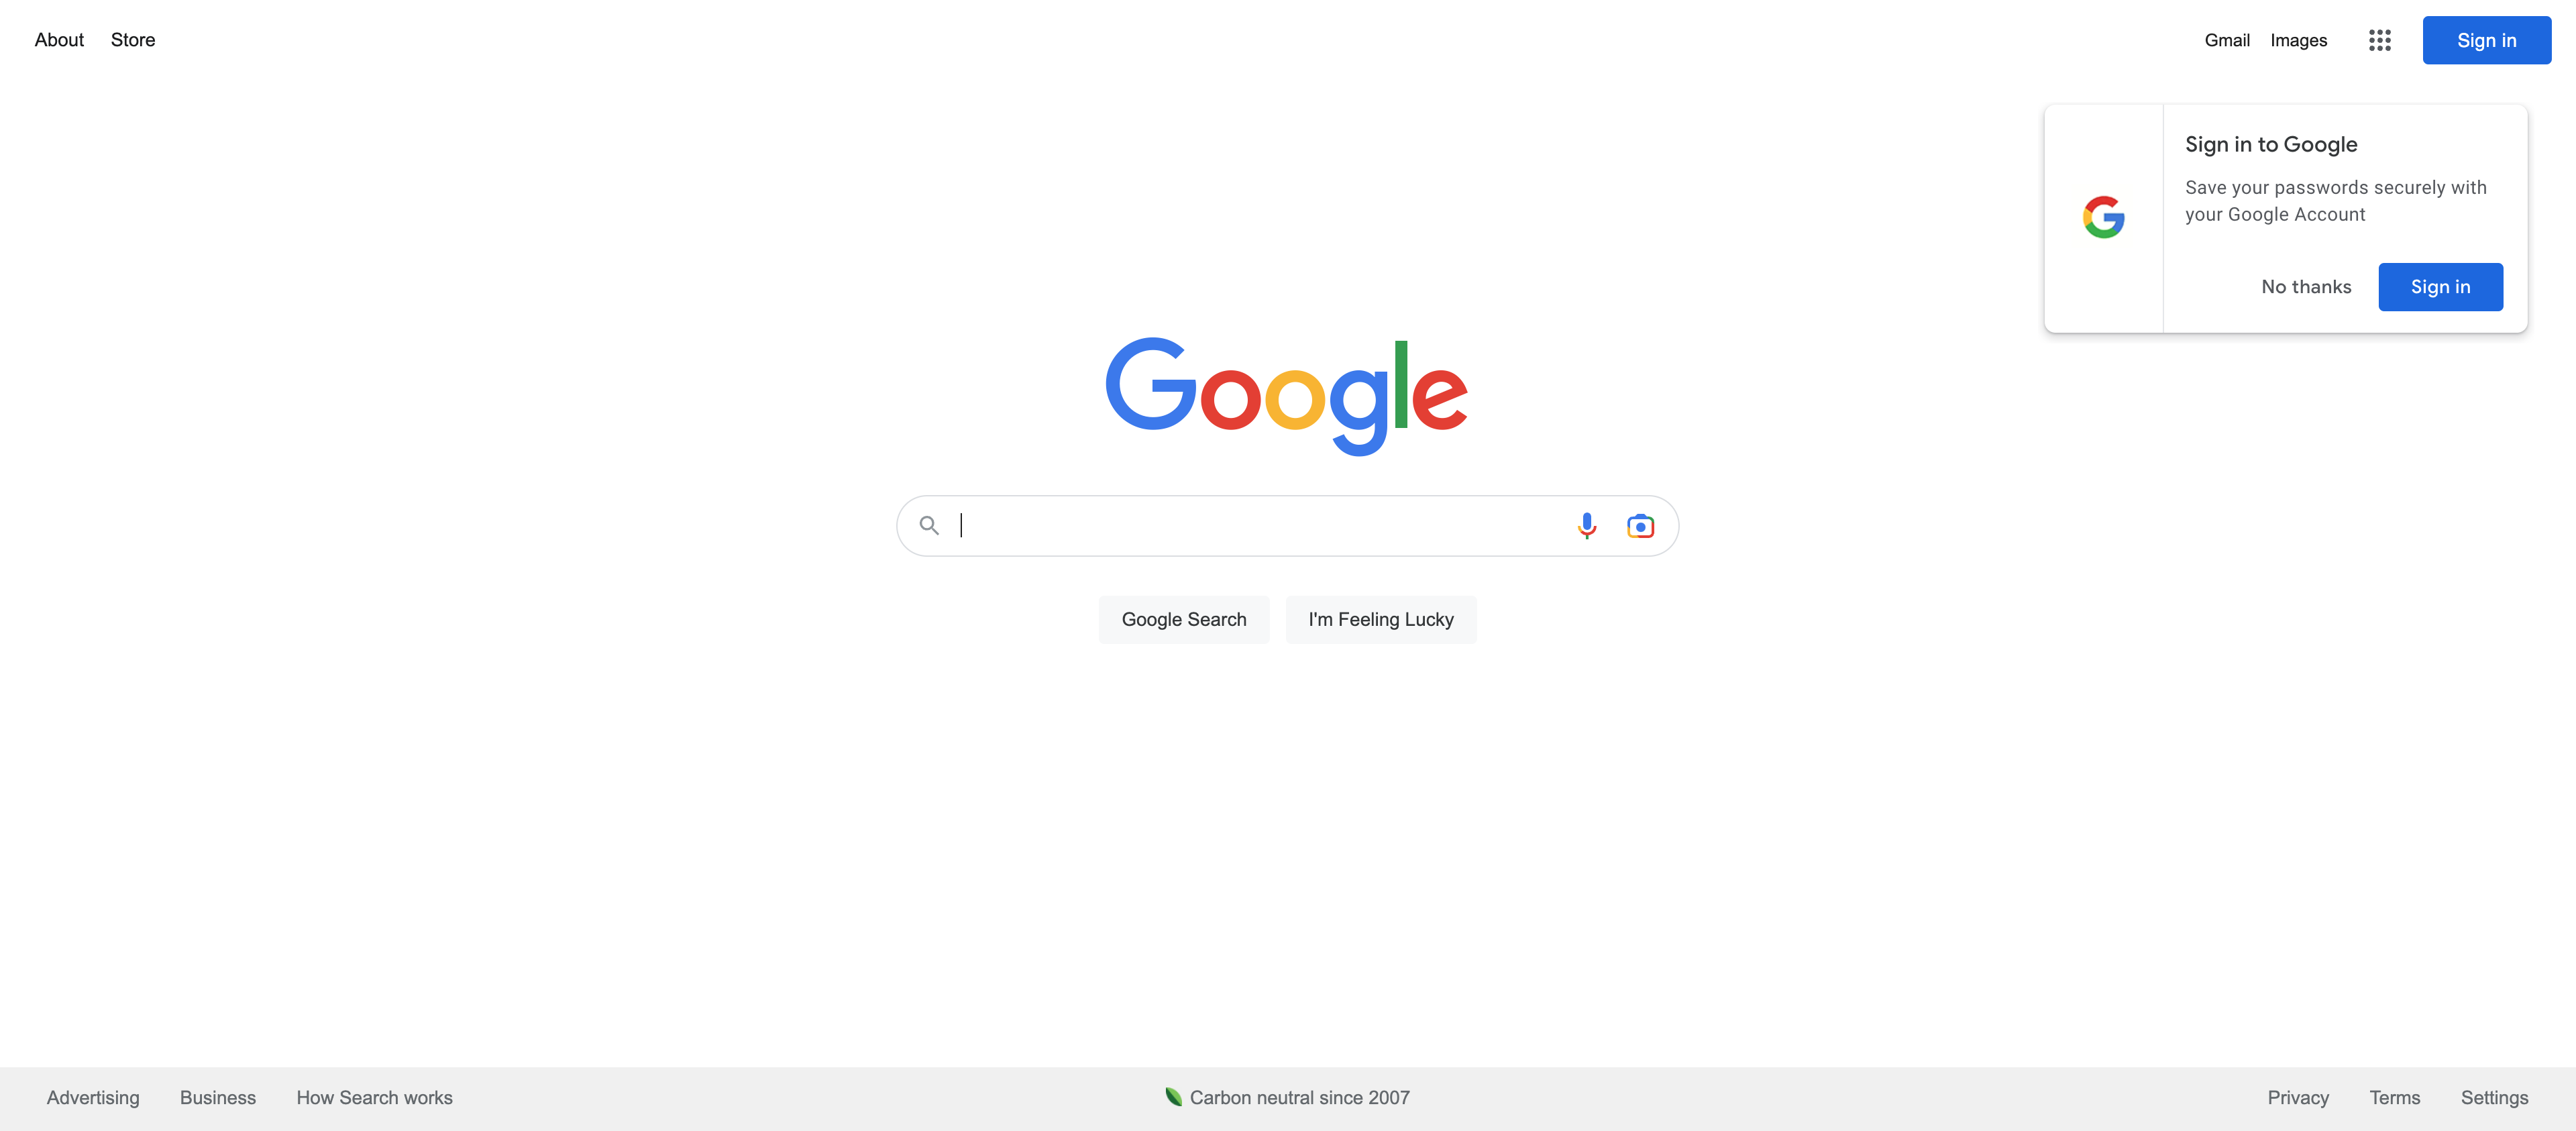 About Store
Gmail Images Sign in
Sign in to Google
Save your passwords securely with
your Google Account
No thanks Sign in
Google
Google Search I'm Feeling Lucky
Advertising Business How Search works
Carbon neutral since 2007
Privacy Terms Settings